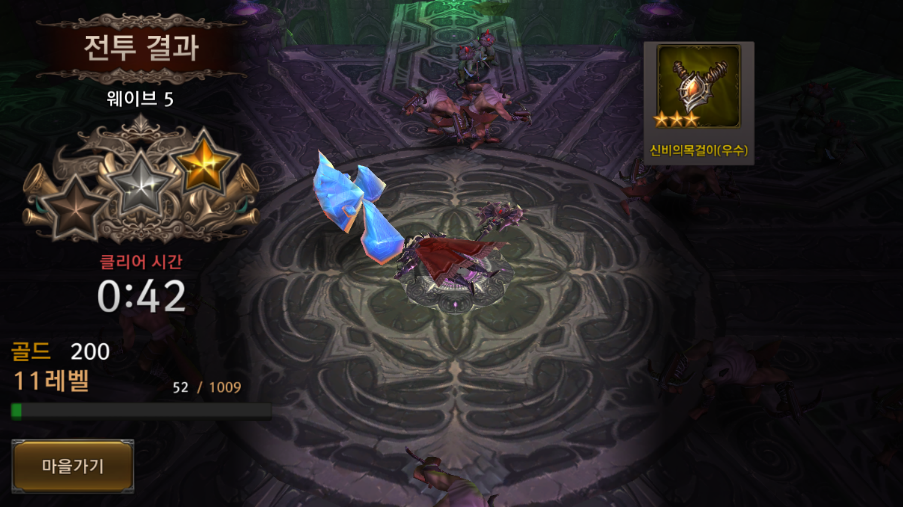 전투 결과
웨이브 5
클리어 시간
0:42
골드 200
11레벨 52 / 1009
마을가기
신비의목걸이(우수)